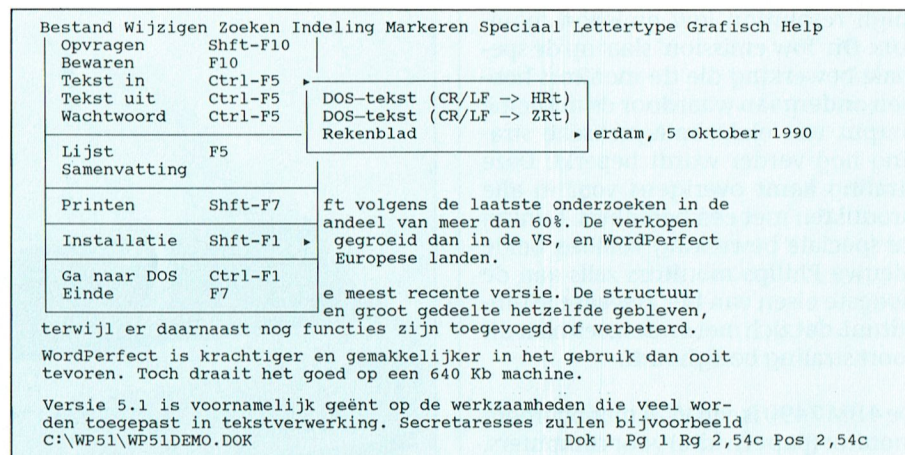 Bestand Wijzigen Zoeken Indeling Markeren Speciaal Lettertype Grafisch Help
Opvragen Shft-F10
Bewaren F10
Tekst in Ctrl-F5 ▸
Tekst uit Ctrl-F5 DOS-tekst (CR/LF -> HRt)
Wachtwoord Ctrl-F5 DOS-tekst (CR/LF -> ZRt)
Rekenblad ▸ erdam, 5 oktober 1990
Lijst F5
Samenvatting
Printen Shft-F7 ft volgens de laatste onderzoeken in de
andeel van meer dan 60%. De verkopen
Installatie Shft-F1 ▸ gegroeid dan in de VS, en WordPerfect
Europese landen.
Ga naar DOS Ctrl-F1
Einde F7 e meest recente versie. De structuur
en groot gedeelte hetzelfde gebleven,
terwijl er daarnaast nog functies zijn toegevoegd of verbeterd.
WordPerfect is krachtiger en gemakkelijker in het gebruik dan ooit
tevoren. Toch draait het goed op een 640 Kb machine.
Versie 5.1 is voornamelijk geënt op de werkzaamheden die veel wor-
den toegepast in tekstverwerking. Secretaresses zullen bijvoorbeeld
C:\WP51\WP51DEMO.DOK Dok 1 Pg 1 Rg 2,54c Pos 2,54c